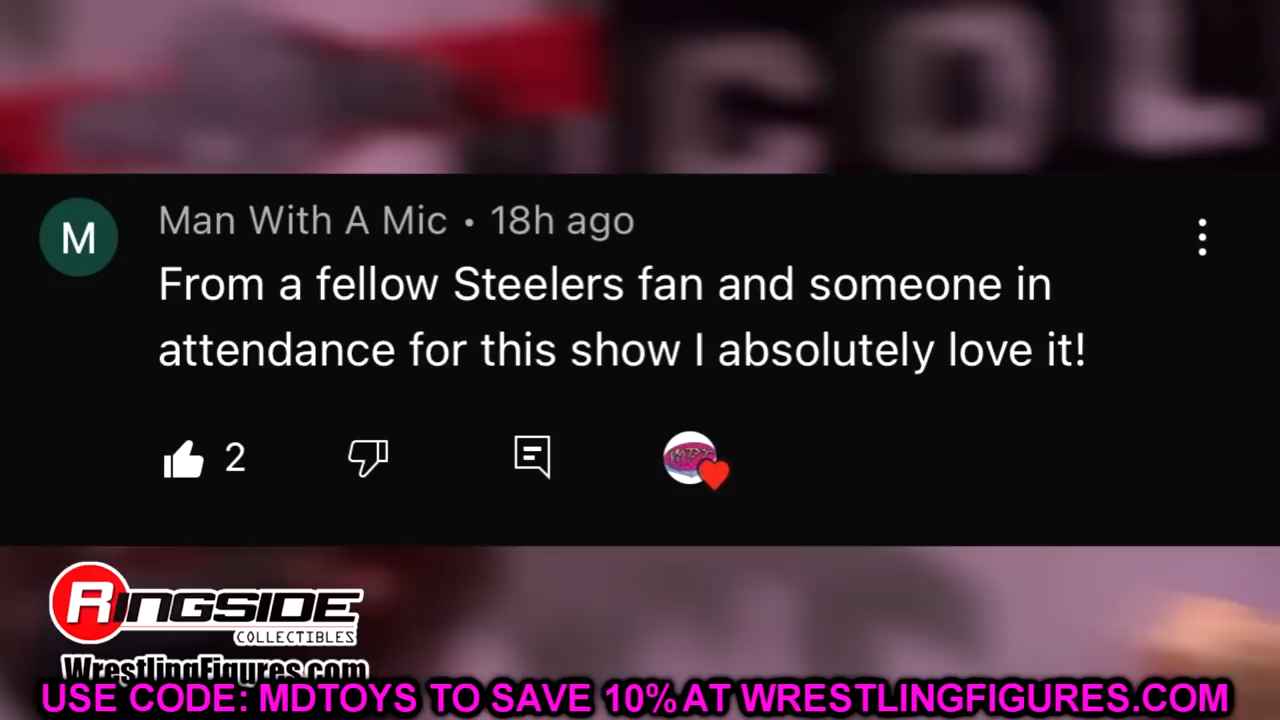 COL
M
Man With A Mic • 18h ago
From a fellow Steelers fan and someone in
attendance for this show I absolutely love it!
2
RINGSIDE
COLLECTIBLES
WrestlingFigures.com
USE CODE: MDTOYS TO SAVE 10% AT WRESTLINGFIGURES.COM